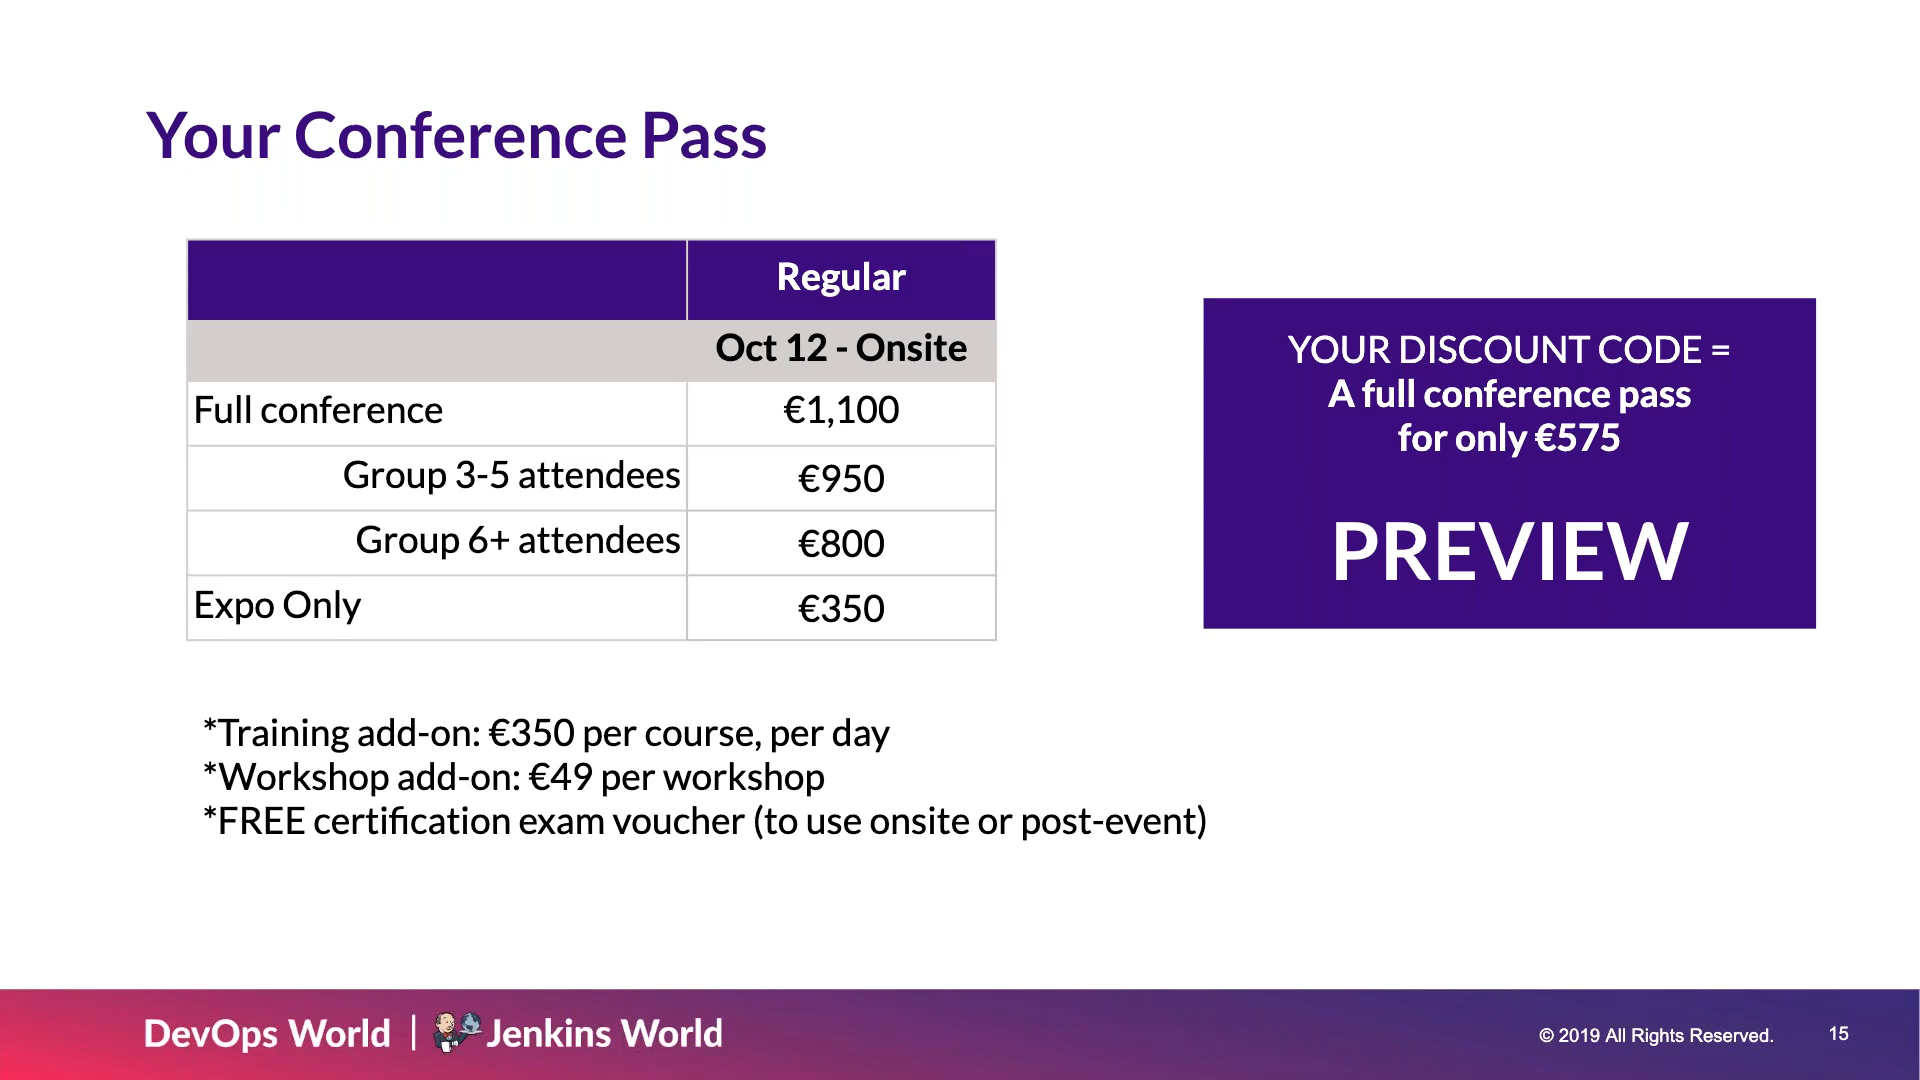 Your Conference Pass
Regular
Oct 12 - Onsite
Full conference €1,100
Group 3-5 attendees €950
Group 6+ attendees €800
Expo Only €350
YOUR DISCOUNT CODE =
A full conference pass
for only €575
PREVIEW
*Training add-on: €350 per course, per day
*Workshop add-on: €49 per workshop
*FREE certification exam voucher (to use onsite or post-event)
DevOps World | Jenkins World
© 2019 All Rights Reserved. 15